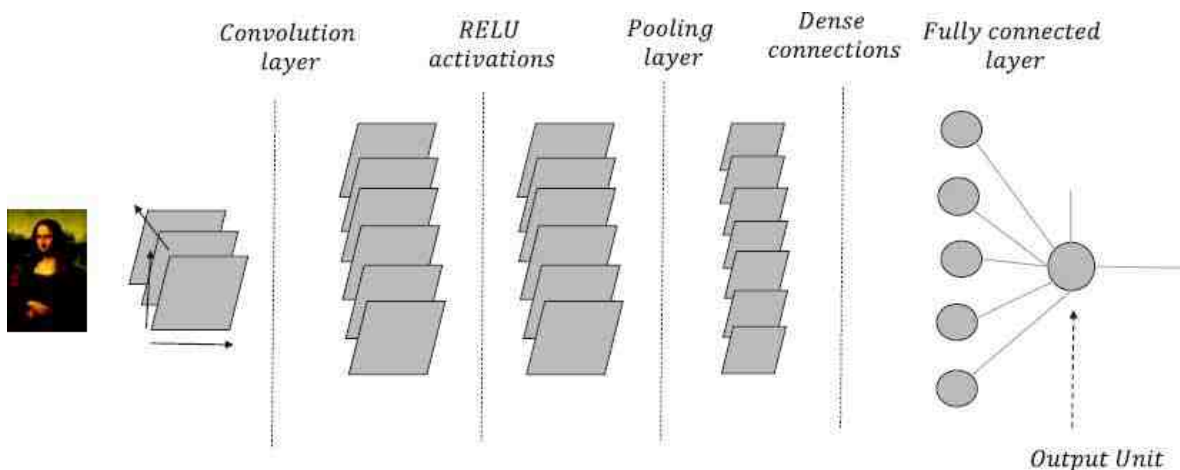 Convolution
layer
RELU
activations
Pooling
layer
Dense
connections
Fully connected
layer
Output Unit